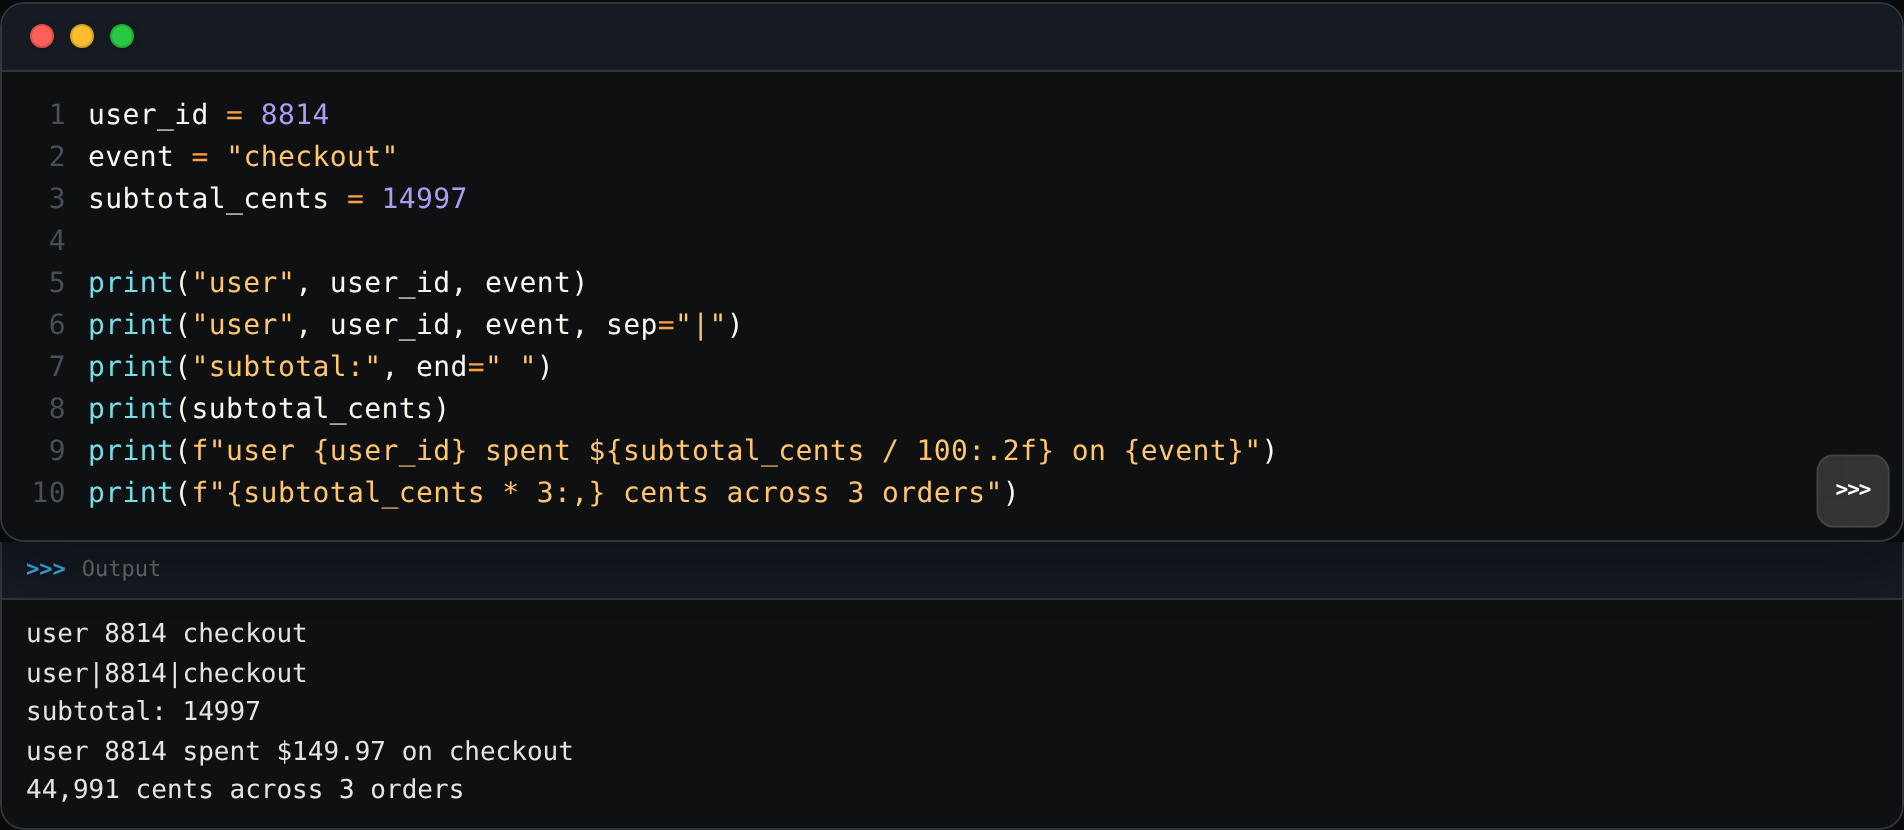 1 user_id = 8814
2 event = "checkout"
3 subtotal_cents = 14997
4
5 print("user", user_id, event)
6 print("user", user_id, event, sep="|")
7 print("subtotal:", end=" ")
8 print(subtotal_cents)
9 print(f"user {user_id} spent ${subtotal_cents / 100:.2f} on {event}")
10 print(f"{subtotal_cents * 3:,} cents across 3 orders")
>>>
>>> Output
user 8814 checkout
user|8814|checkout
subtotal: 14997
user 8814 spent $149.97 on checkout
44,991 cents across 3 orders